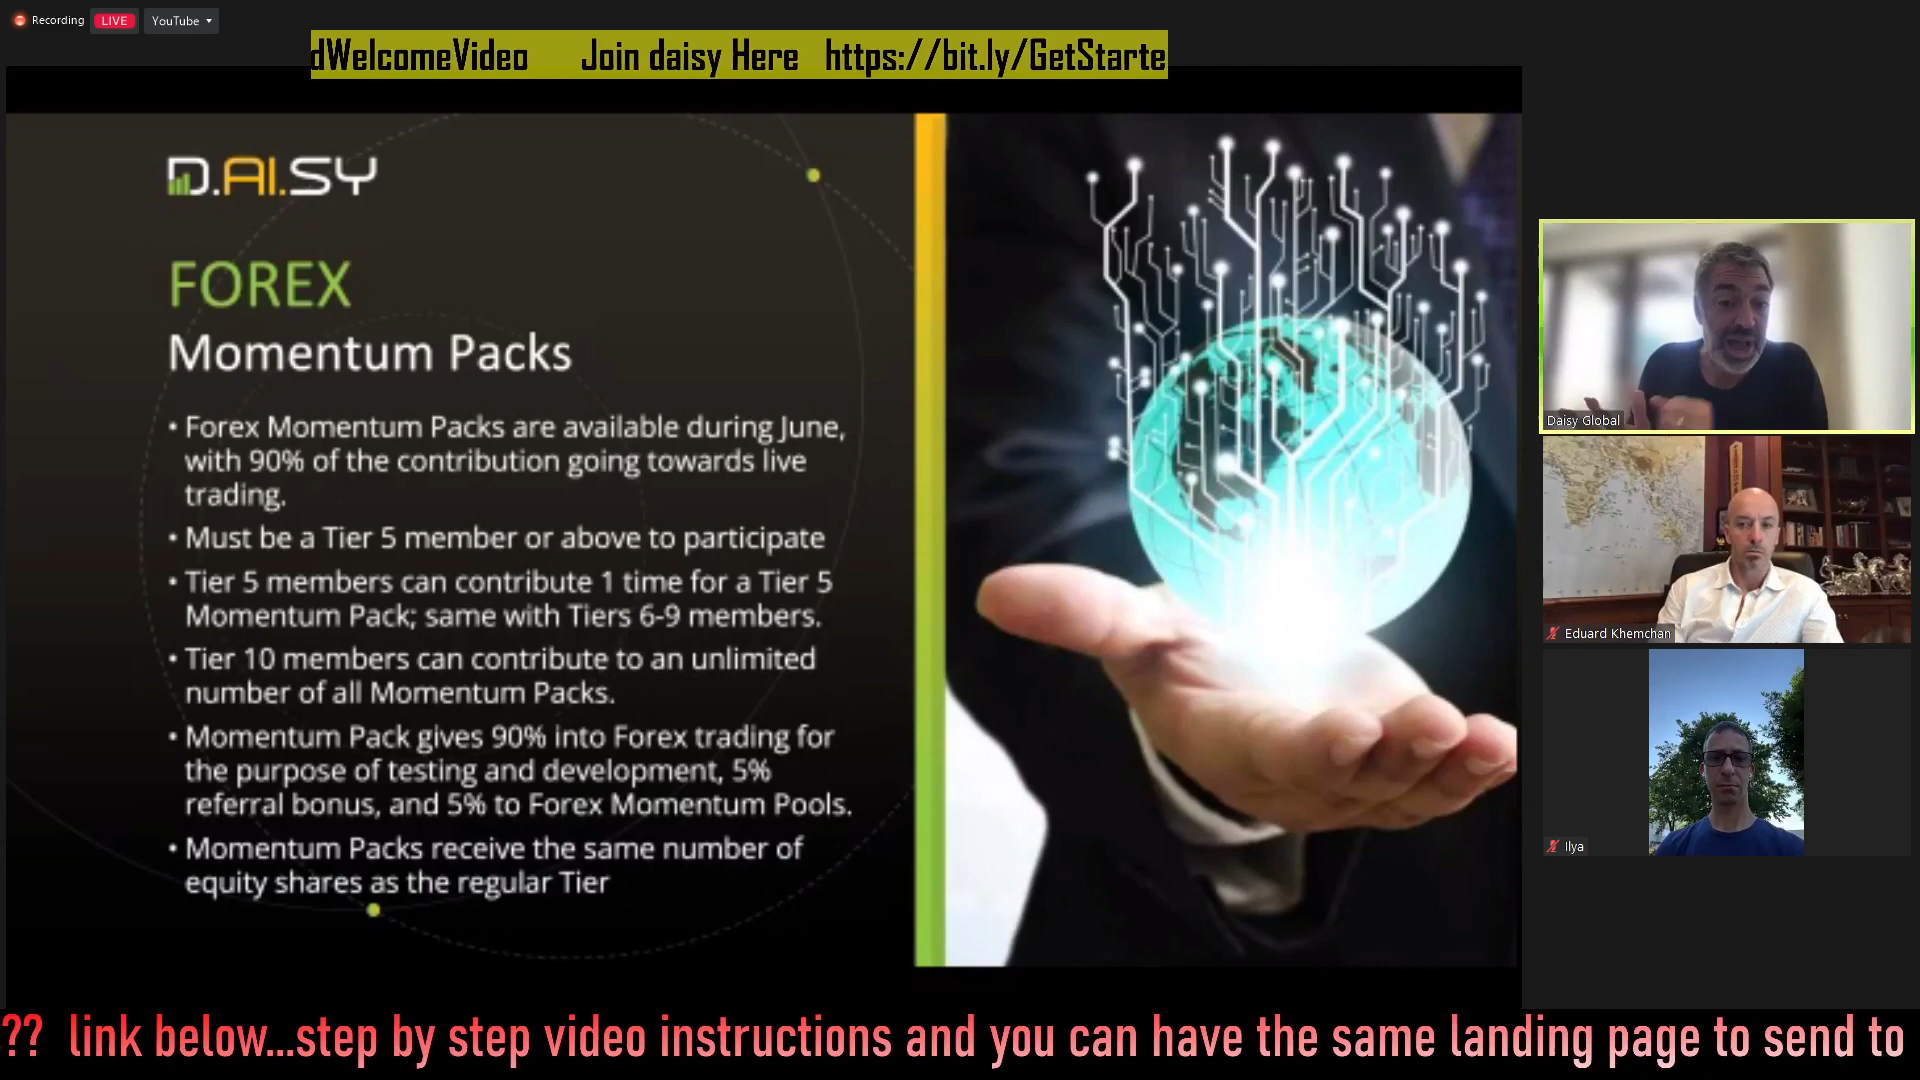 Recording
LIVE
YouTube
dWelcomeVideo Join daisy Here https://bit.ly/GetStarte
D.AI.SY
FOREX
Momentum Packs
• Forex Momentum Packs are available during June,
with 90% of the contribution going towards live
trading.
• Must be a Tier 5 member or above to participate
• Tier 5 members can contribute 1 time for a Tier 5
Momentum Pack; same with Tiers 6-9 members.
• Tier 10 members can contribute to an unlimited
number of all Momentum Packs.
• Momentum Pack gives 90% into Forex trading for
the purpose of testing and development, 5%
referral bonus, and 5% to Forex Momentum Pools.
• Momentum Packs receive the same number of
equity shares as the regular Tier
Daisy Global
Eduard Khemchan
Ilya
?? link below...step by step video instructions and you can have the same landing page to send to